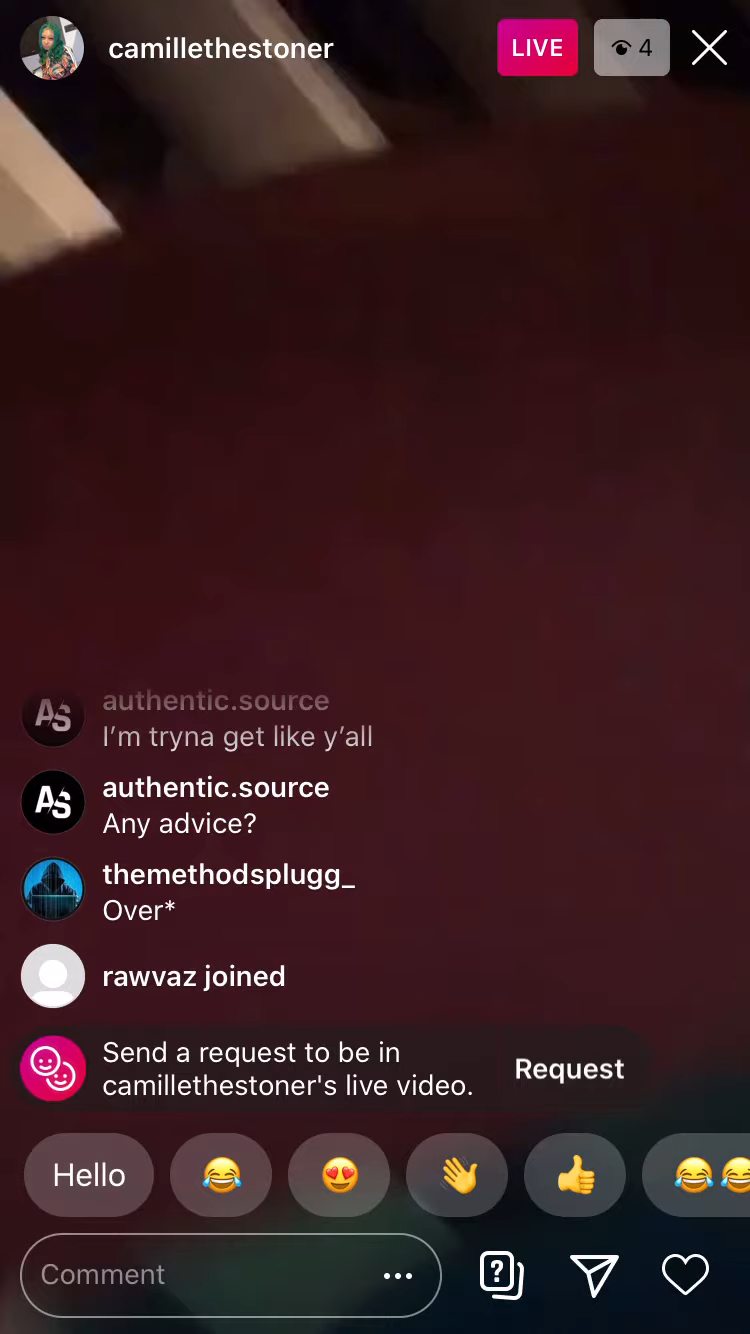 camillethestoner
LIVE
4
authentic.source
I'm tryna get like y'all
authentic.source
Any advice?
themethodsplugg_
Over*
rawvaz joined
Send a request to be in
camillethestoner's live video.
Request
Hello
Comment